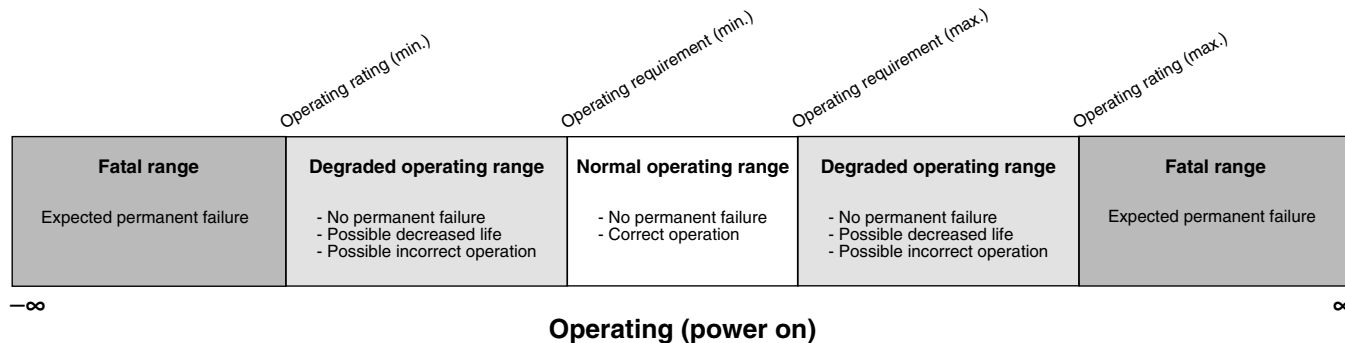 Operating rating (min.)
Operating requirement (min.)
Operating requirement (max.)
Operating rating (max.)
Fatal range
Expected permanent failure
Degraded operating range
- No permanent failure
- Possible decreased life
- Possible incorrect operation
Normal operating range
- No permanent failure
- Correct operation
Degraded operating range
- No permanent failure
- Possible decreased life
- Possible incorrect operation
Fatal range
Expected permanent failure
–∞
∞
Operating (power on)